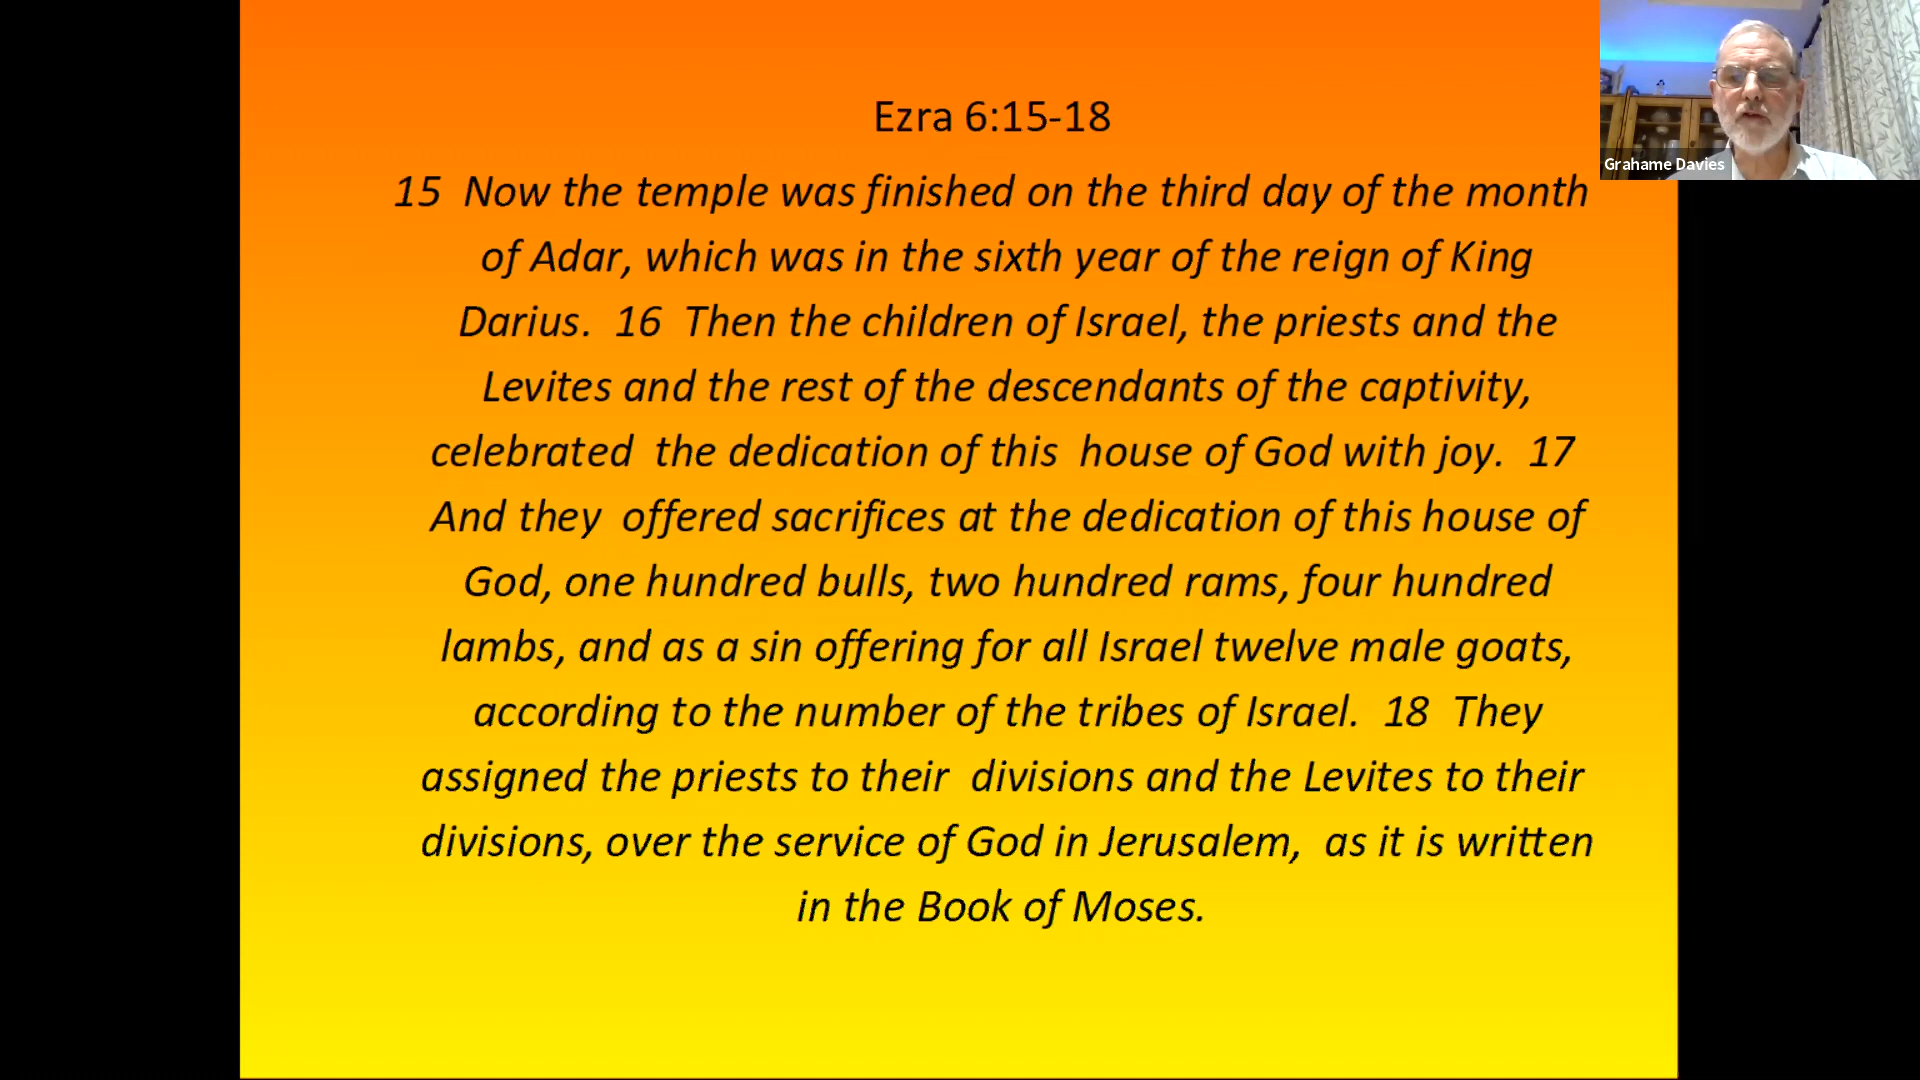 Ezra 6:15-18
15  Now the temple was finished on the third day of the month
of Adar, which was in the sixth year of the reign of King
Darius.  16  Then the children of Israel, the priests and the
Levites and the rest of the descendants of the captivity,
celebrated  the dedication of this  house of God with joy.  17
And they  offered sacrifices at the dedication of this house of
God, one hundred bulls, two hundred rams, four hundred
lambs, and as a sin offering for all Israel twelve male goats,
according to the number of the tribes of Israel.  18  They
assigned the priests to their  divisions and the Levites to their
divisions, over the service of God in Jerusalem,  as it is written
in the Book of Moses.
Grahame Davies